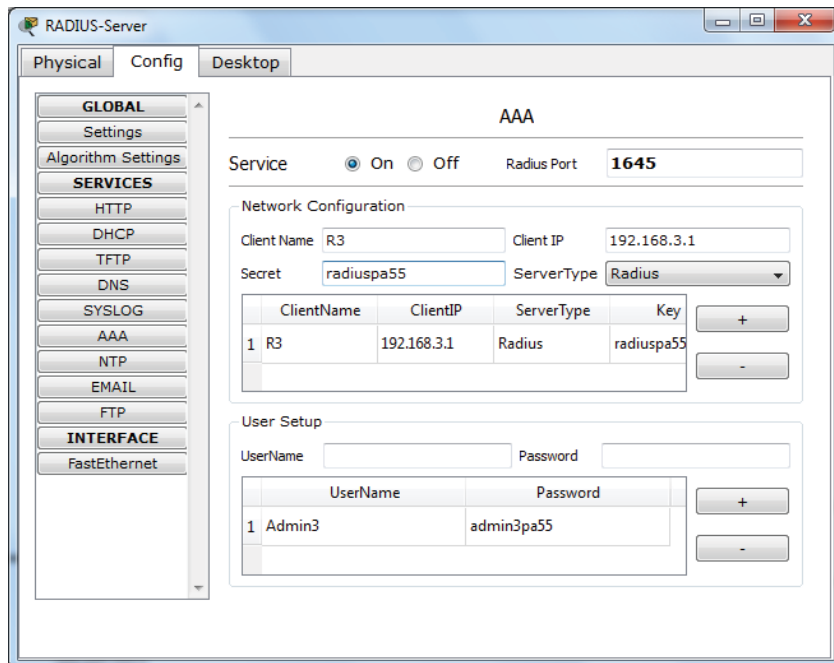 RADIUS-Server
Physical Config Desktop
GLOBAL
Settings
Algorithm Settings
SERVICES
HTTP
DHCP
TFTP
DNS
SYSLOG
AAA
NTP
EMAIL
FTP
INTERFACE
FastEthernet
AAA
Service On Off Radius Port 1645
Network Configuration
Client Name R3 Client IP 192.168.3.1
Secret radiuspa55 ServerType Radius
ClientName ClientIP ServerType Key
1 R3 192.168.3.1 Radius radiuspa55
+
-
User Setup
UserName Password
UserName Password
1 Admin3 admin3pa55
+
-